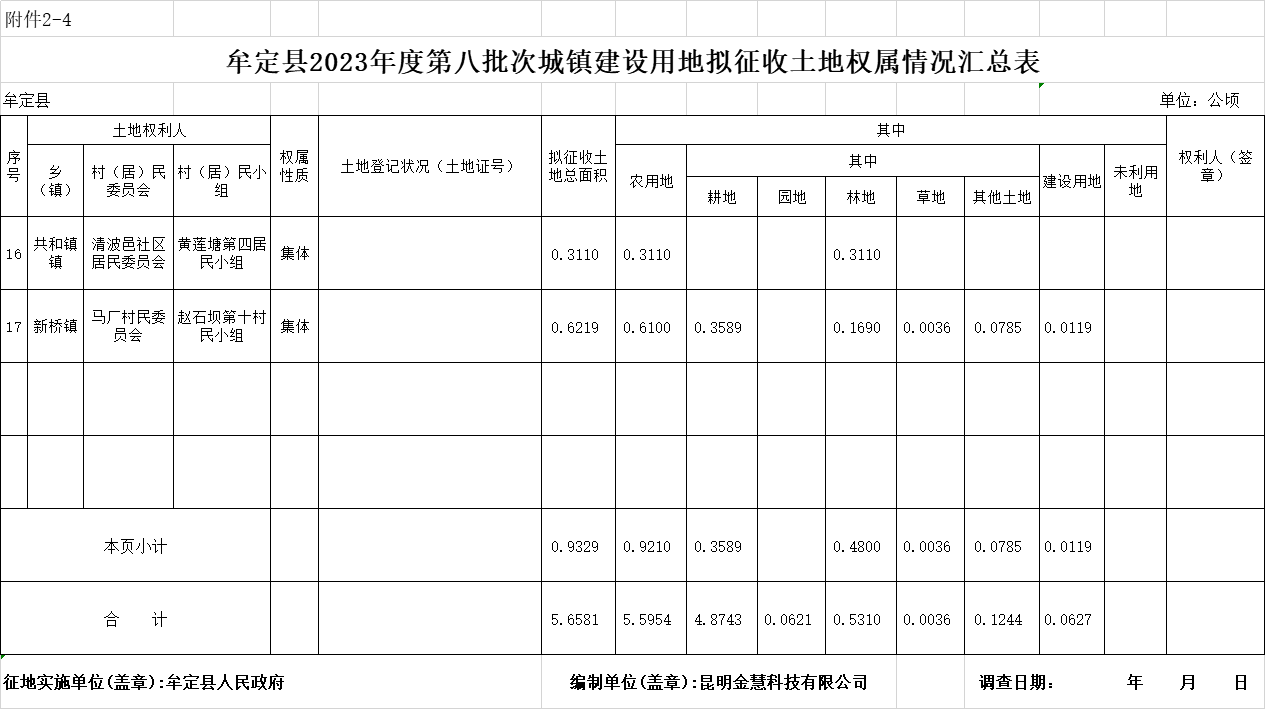 附件2-4
牟定县2023年度第八批次城镇建设用地拟征收土地权属情况汇总表
牟定县 单位：公顷
序号 土地权利人 权属性质 土地登记状况（土地证号） 拟征收土地总面积 其中 权利人（签章）
乡（镇） 村（居）民委员会 村（居）民小组 农用地 其中 建设用地 未利用地
耕地 园地 林地 草地 其他土地
16 共和镇镇 清波邑社区居民委员会 黄莲塘第四居民小组 集体 0.3110 0.3110 0.3110
17 新桥镇 马厂村民委员会 赵石坝第十村民小组 集体 0.6219 0.6100 0.3589 0.1690 0.0036 0.0785 0.0119
本页小计 0.9329 0.9210 0.3589 0.4800 0.0036 0.0785 0.0119
合 计 5.6581 5.5954 4.8743 0.0621 0.5310 0.0036 0.1244 0.0627
征地实施单位(盖章):牟定县人民政府 编制单位(盖章):昆明金慧科技有限公司 调查日期： 年 月 日